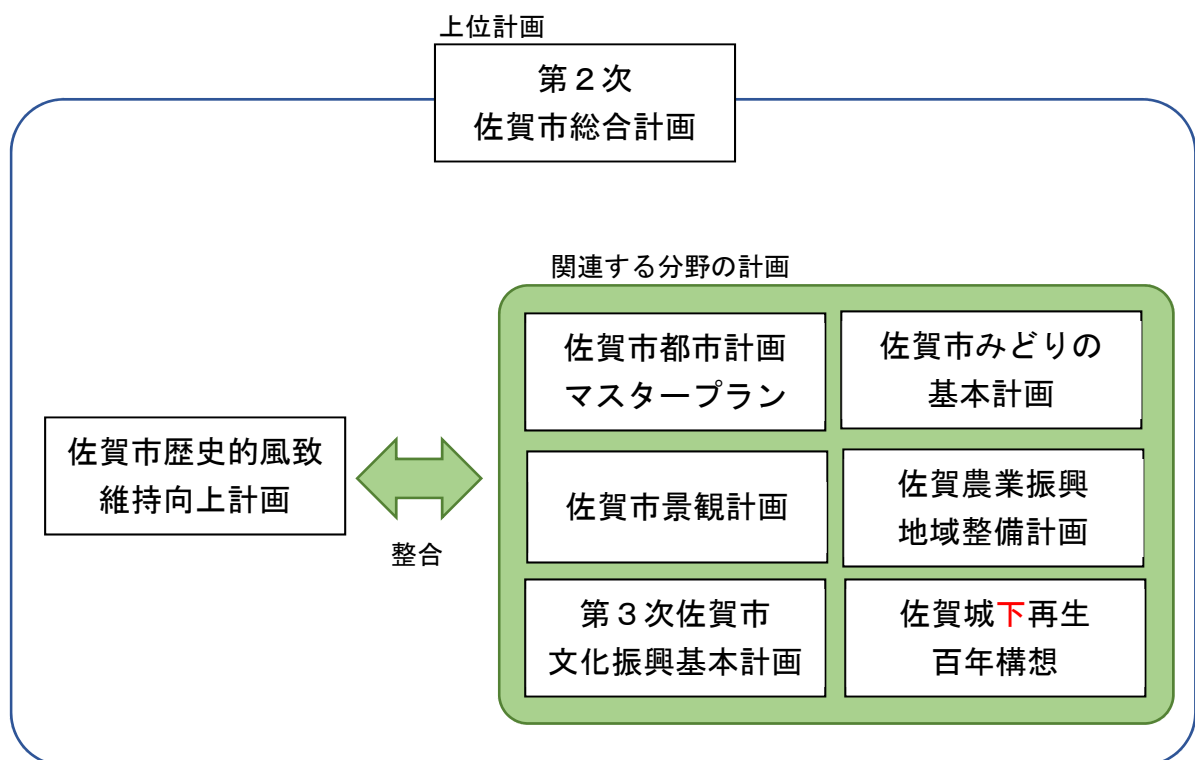 上位計画
第２次
佐賀市総合計画
関連する分野の計画
佐賀市都市計画
マスタープラン
佐賀市みどりの
基本計画
佐賀市歴史的風致
維持向上計画
整合
佐賀市景観計画
佐賀農業振興
地域整備計画
第３次佐賀市
文化振興基本計画
佐賀城下再生
百年構想